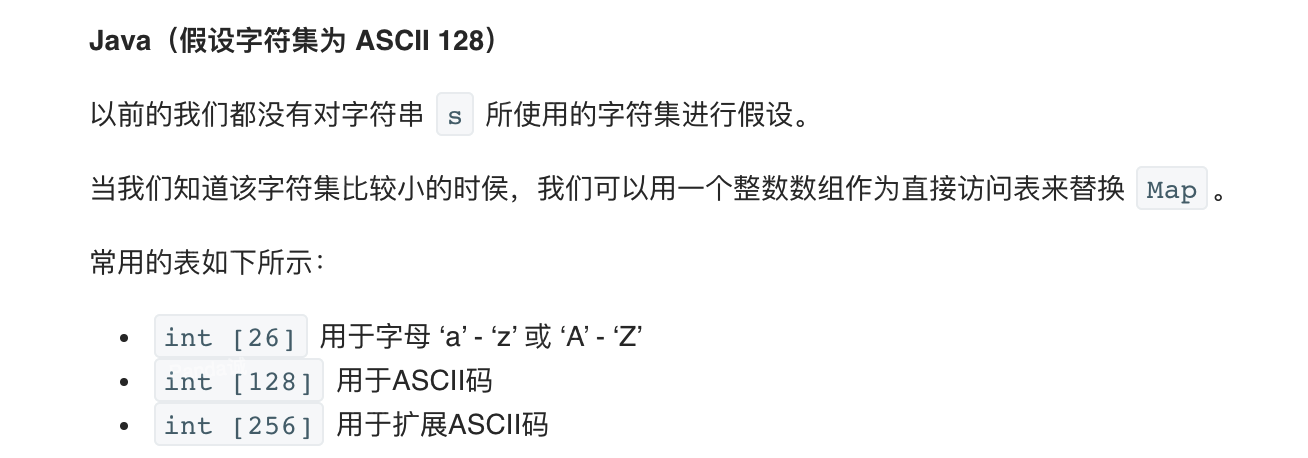 Java（假设字符集为 ASCII 128）
以前的我们都没有对字符串 s 所使用的字符集进行假设。
当我们知道该字符集比较小的时侯，我们可以用一个整数数组作为直接访问表来替换 Map 。
常用的表如下所示：
• int [26] 用于字母 ‘a’ - ‘z’ 或 ‘A’ - ‘Z’
• int [128] 用于ASCII码
• int [256] 用于扩展ASCII码